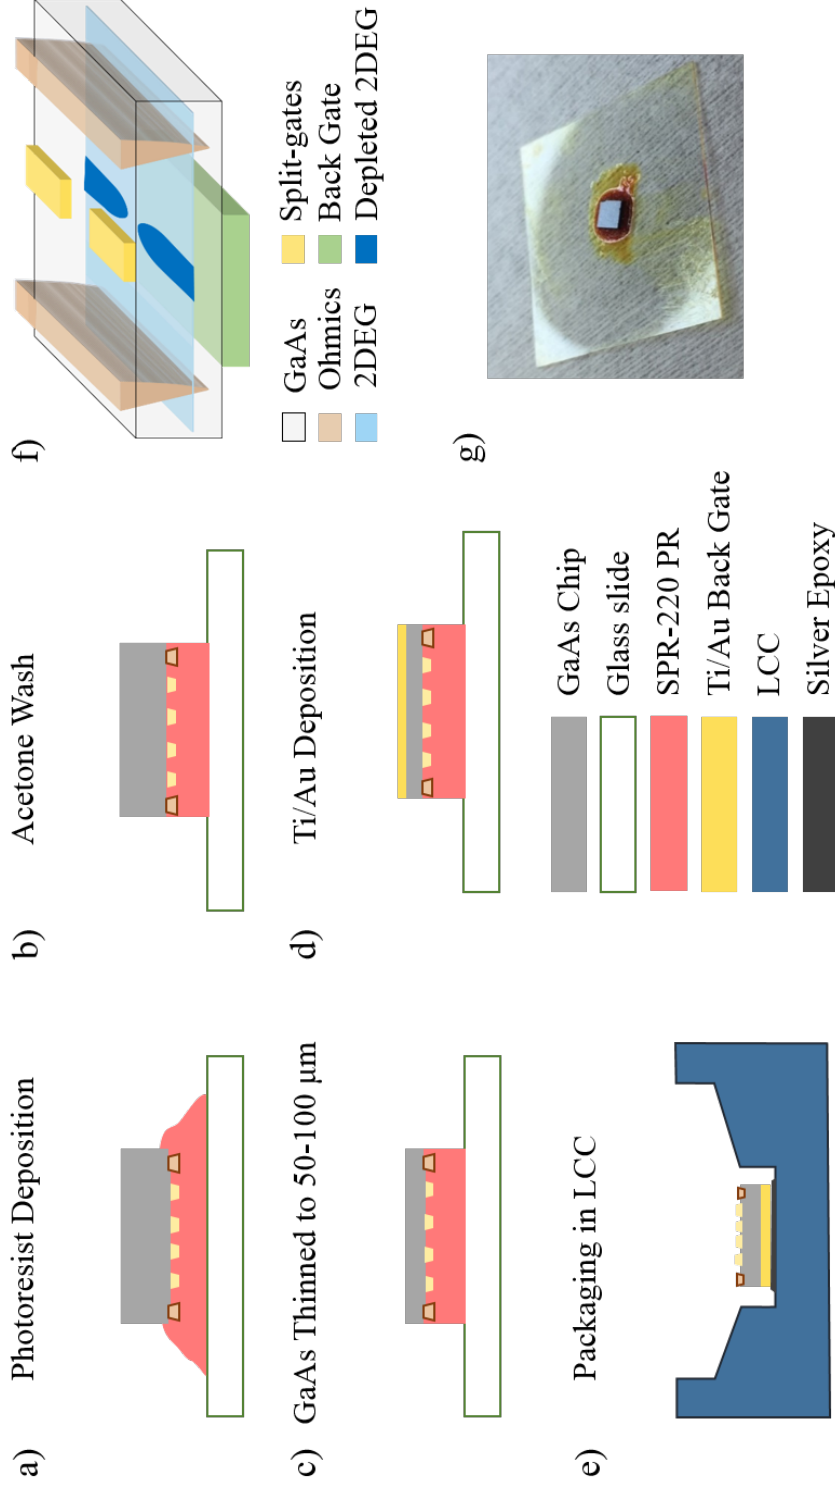 a) Photoresist Deposition
b) Acetone Wash
c) GaAs Thinned to 50-100 μm
d) Ti/Au Deposition
e) Packaging in LCC
GaAs Chip
Glass slide
SPR-220 PR
Ti/Au Back Gate
LCC
Silver Epoxy
f)
GaAs
Split-gates
Ohmics
Back Gate
2DEG
Depleted 2DEG
g)